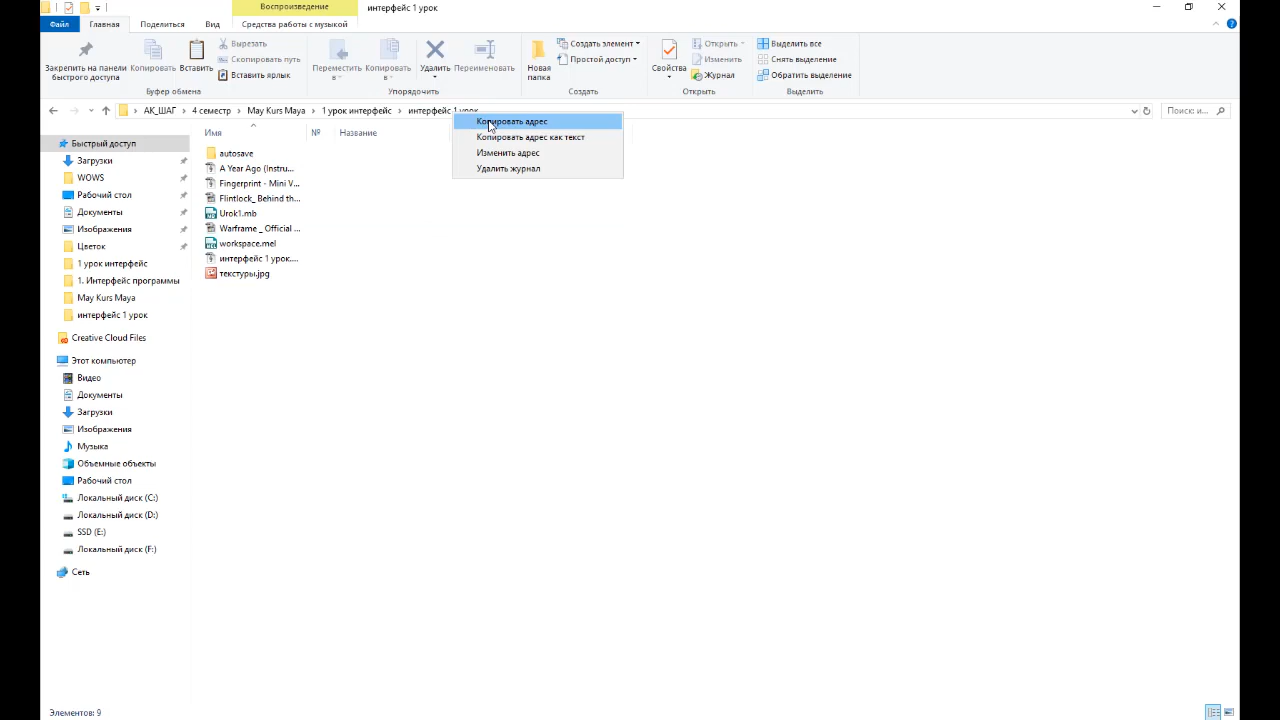 Воспроизведение
интерфейс 1 урок
Файл
Главная
Поделиться
Вид
Средства работы с музыкой
Закрепить на панели быстрого доступа
Копировать
Вставить
Вырезать
Скопировать путь
Вставить ярлык
Буфер обмена
Переместить в
Копировать в
Удалить
Переименовать
Упорядочить
Новая папка
Создать элемент
Простой доступ
Создать
Свойства
Открыть
Изменить
Журнал
Открыть
Выделить все
Снять выделение
Обратить выделение
Выделить
АК_ШАГ
4 семестр
May Kurs Maya
1 урок интерфейс
интерфейс 1 урок
Поиск: и...
Копировать адрес
Копировать адрес как текст
Изменить адрес
Удалить журнал
Имя
№
Название
Быстрый доступ
Загрузки
WOWS
Рабочий стол
Документы
Изображения
Цветок
1 урок интерфейс
1. Интерфейс программы
May Kurs Maya
интерфейс 1 урок
Creative Cloud Files
Этот компьютер
Видео
Документы
Загрузки
Изображения
Музыка
Объемные объекты
Рабочий стол
Локальный диск (C:)
Локальный диск (D:)
SSD (E:)
Локальный диск (F:)
Сеть
autosave
A Year Ago (Instru...
Fingerprint - Mini V...
Flintlock_ Behind th...
Urok1.mb
Warframe _ Official ...
workspace.mel
интерфейс 1 урок....
текстуры.jpg
Элементов: 9